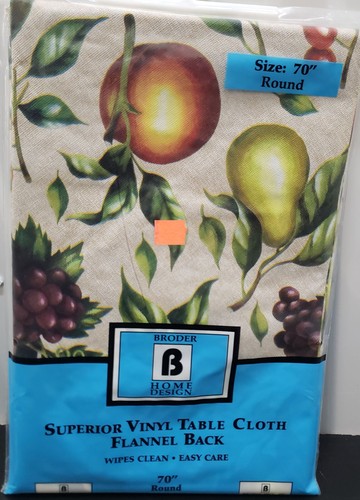 Size: 70"
Round
BRODER
B
HOME
DESIGN
SUPERIOR VINYL TABLE CLOTH
FLANNEL BACK
WIPES CLEAN • EASY CARE
70"
Round
B
B